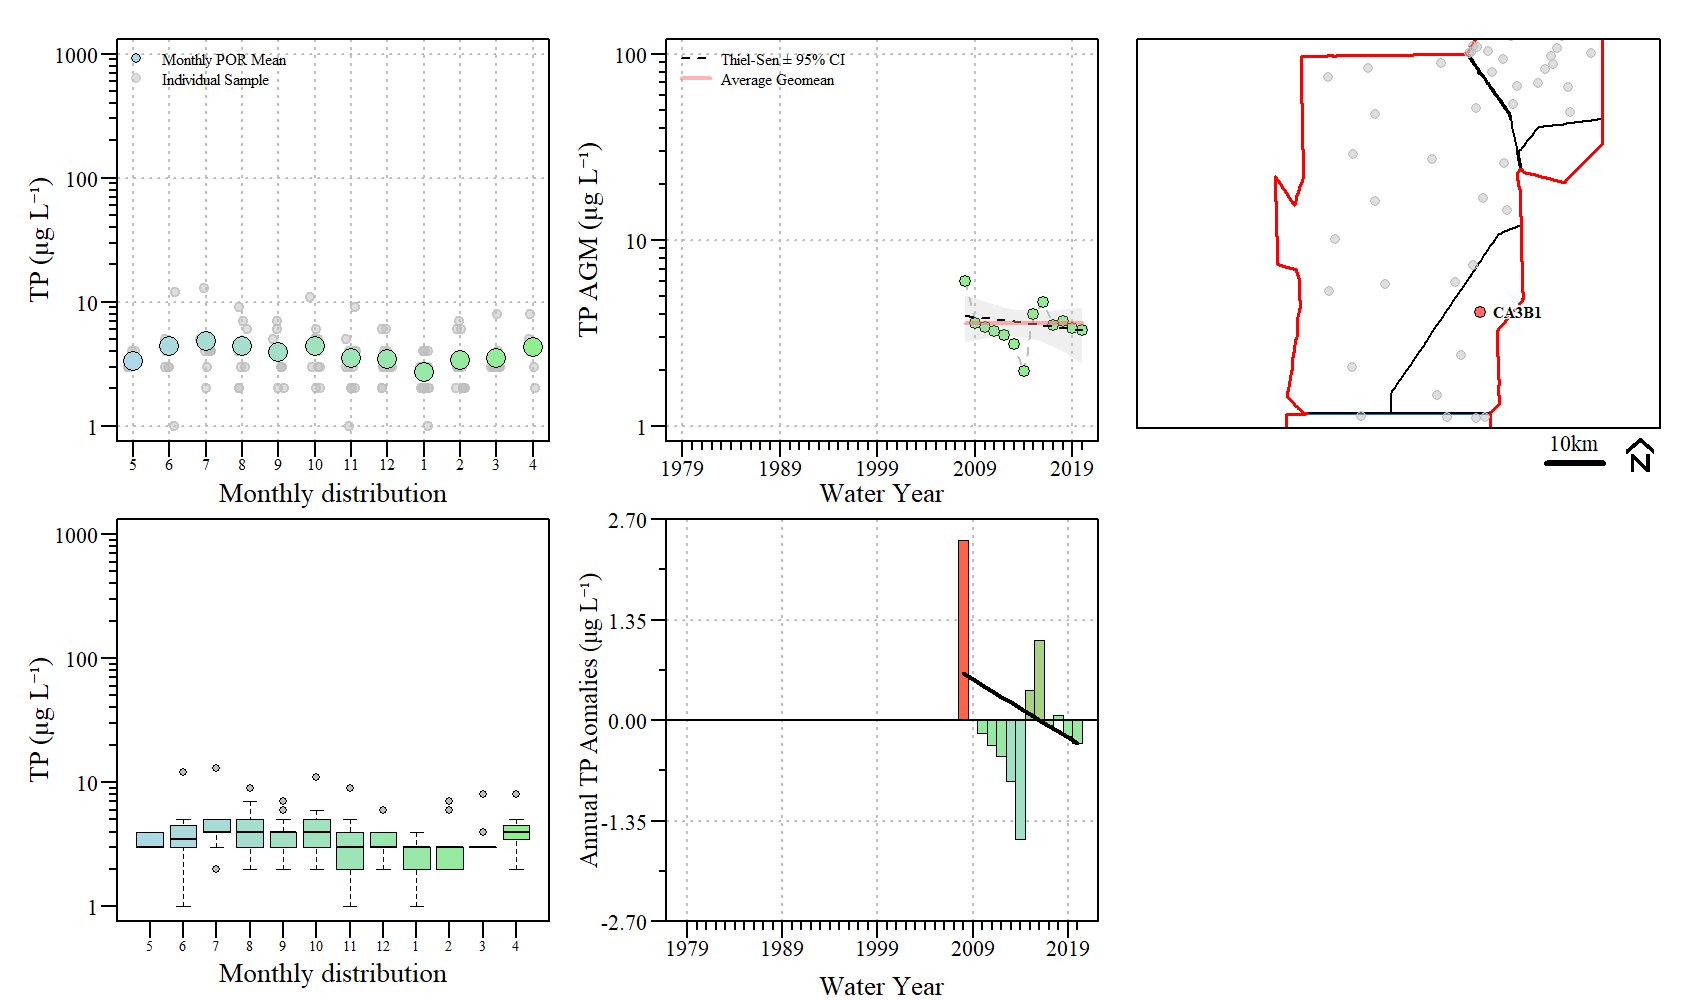 1000
100
10
1
TP (µg L⁻¹)
Monthly POR Mean
Individual Sample
5 6 7 8 9 10 11 12 1 2 3 4
Monthly distribution
100
10
1
TP AGM (µg L⁻¹)
Thiel-Sen ± 95% CI
Average Geomean
1979 1989 1999 2009 2019
Water Year
CA3B1
10km
N
1000
100
10
1
TP (µg L⁻¹)
5 6 7 8 9 10 11 12 1 2 3 4
Monthly distribution
2.70
1.35
0.00
-1.35
-2.70
Annual TP Aomalies (µg L⁻¹)
1979 1989 1999 2009 2019
Water Year